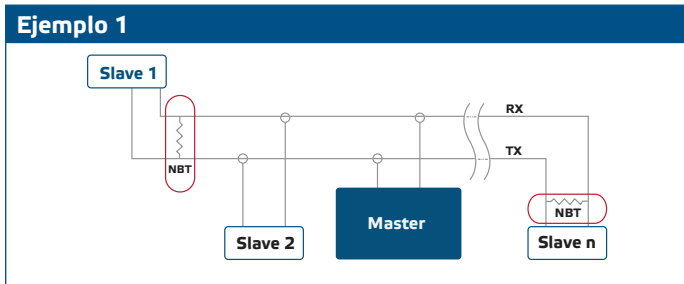 Ejemplo 1
Slave 1
RX
NBT
TX
Master
NBT
Slave 2
Slave n